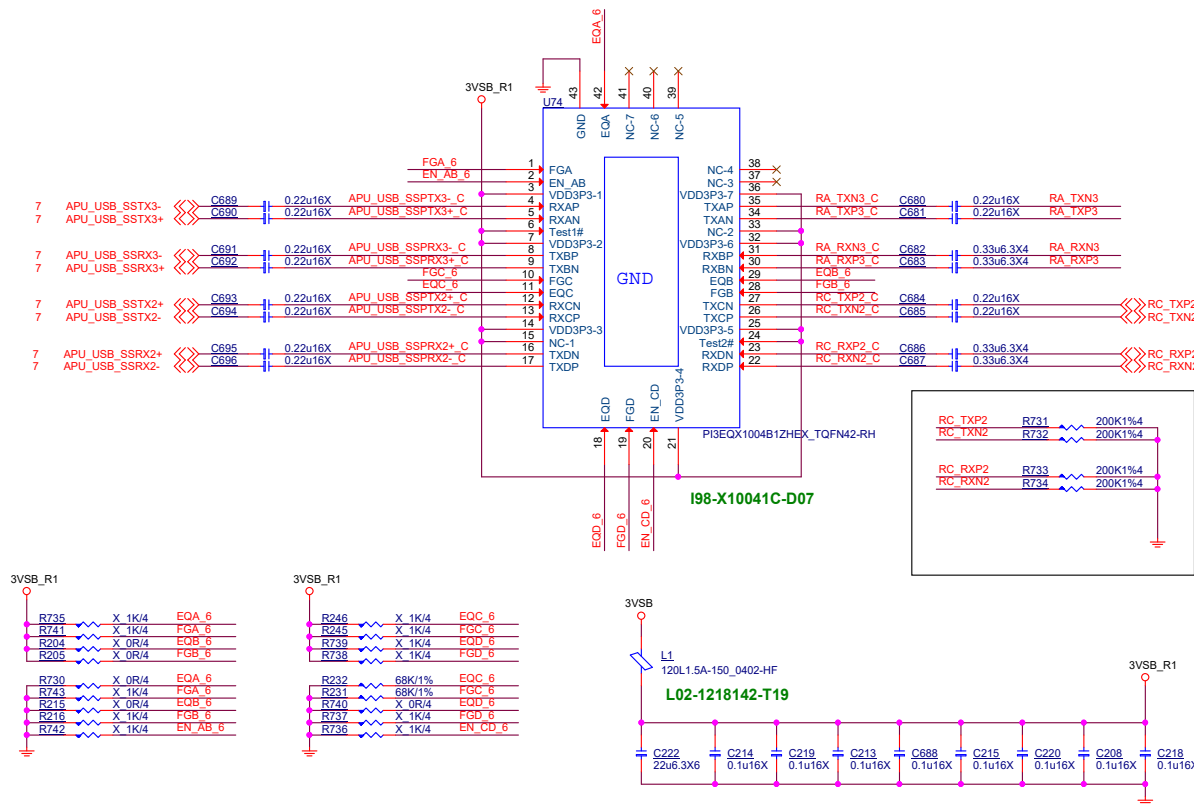 EQA_6
3VSB_R1
43
42
41
40
39
U74
GND
EQA
NC-7
NC-6
NC-5
FGA_6 1 FGA
EN_AB_6 2 EN_AB
3 VDD3P3-1
7 APU_USB_SSTX3- C689 0.22u16X APU_USB_SSPTX3-_C 4 RXAP
7 APU_USB_SSTX3+ C690 0.22u16X APU_USB_SSPTX3+_C 5 RXAN
6 Test1#
7 VDD3P3-2
7 APU_USB_SSRX3- C691 0.22u16X APU_USB_SSPRX3-_C 8 TXBP
7 APU_USB_SSRX3+ C692 0.22u16X APU_USB_SSPRX3+_C 9 TXBN
FGC_6 10 FGC
EQC_6 11 EQC
7 APU_USB_SSTX2+ C693 0.22u16X APU_USB_SSPTX2+_C 12 RXCN
7 APU_USB_SSTX2- C694 0.22u16X APU_USB_SSPTX2-_C 13 RXCP
14 VDD3P3-3
15 NC-1
7 APU_USB_SSRX2+ C695 0.22u16X APU_USB_SSPRX2+_C 16 TXDN
7 APU_USB_SSRX2- C696 0.22u16X APU_USB_SSPRX2-_C 17 TXDP
GND
NC-4 38
NC-3 37
VDD3P3-7 36
TXAP 35 RA_TXN3_C C680 0.22u16X RA_TXN3
TXAN 34 RA_TXP3_C C681 0.22u16X RA_TXP3
NC-2 33
VDD3P3-6 32
RXBP 31 RA_RXN3_C C682 0.33u6.3X4 RA_RXN3
RXBN 30 RA_RXP3_C C683 0.33u6.3X4 RA_RXP3
EQB 29 EQB_6
FGB 28 FGB_6
TXCN 27 RC_TXP2_C C684 0.22u16X RC_TXP2
TXCP 26 RC_TXN2_C C685 0.22u16X RC_TXN2
VDD3P3-5 25
Test2# 24
RXDN 23 RC_RXP2_C C686 0.33u6.3X4 RC_RXP2
RXDP 22 RC_RXN2_C C687 0.33u6.3X4 RC_RXN2
EQD
FGD
EN_CD
VDD3P3-4
18
19
20
21
PI3EQX1004B1ZHEX_TQFN42-RH
I98-X10041C-D07
EQD_6
FGD_6
EN_CD_6
RC_TXP2 R731 200K1%4
RC_TXN2 R732 200K1%4
RC_RXP2 R733 200K1%4
RC_RXN2 R734 200K1%4
3VSB_R1
R735 X_1K/4 EQA_6
R741 X_1K/4 FGA_6
R204 X_0R/4 EQB_6
R205 X_0R/4 FGB_6
R730 X_0R/4 EQA_6
R743 X_1K/4 FGA_6
R215 X_0R/4 EQB_6
R216 X_1K/4 FGB_6
R742 X_1K/4 EN_AB_6
3VSB_R1
R246 X_1K/4 EQC_6
R245 X_1K/4 FGC_6
R739 X_1K/4 EQD_6
R738 X_1K/4 FGD_6
R232 68K/1% EQC_6
R231 68K/1% FGC_6
R740 X_0R/4 EQD_6
R737 X_1K/4 FGD_6
R736 X_1K/4 EN_CD_6
3VSB
L1
120L1.5A-150_0402-HF
L02-1218142-T19
3VSB_R1
C222 C214 C219 C213 C688 C215 C220 C208 C218
22u6.3X6 0.1u16X 0.1u16X 0.1u16X 0.1u16X 0.1u16X 0.1u16X 0.1u16X 0.1u16X